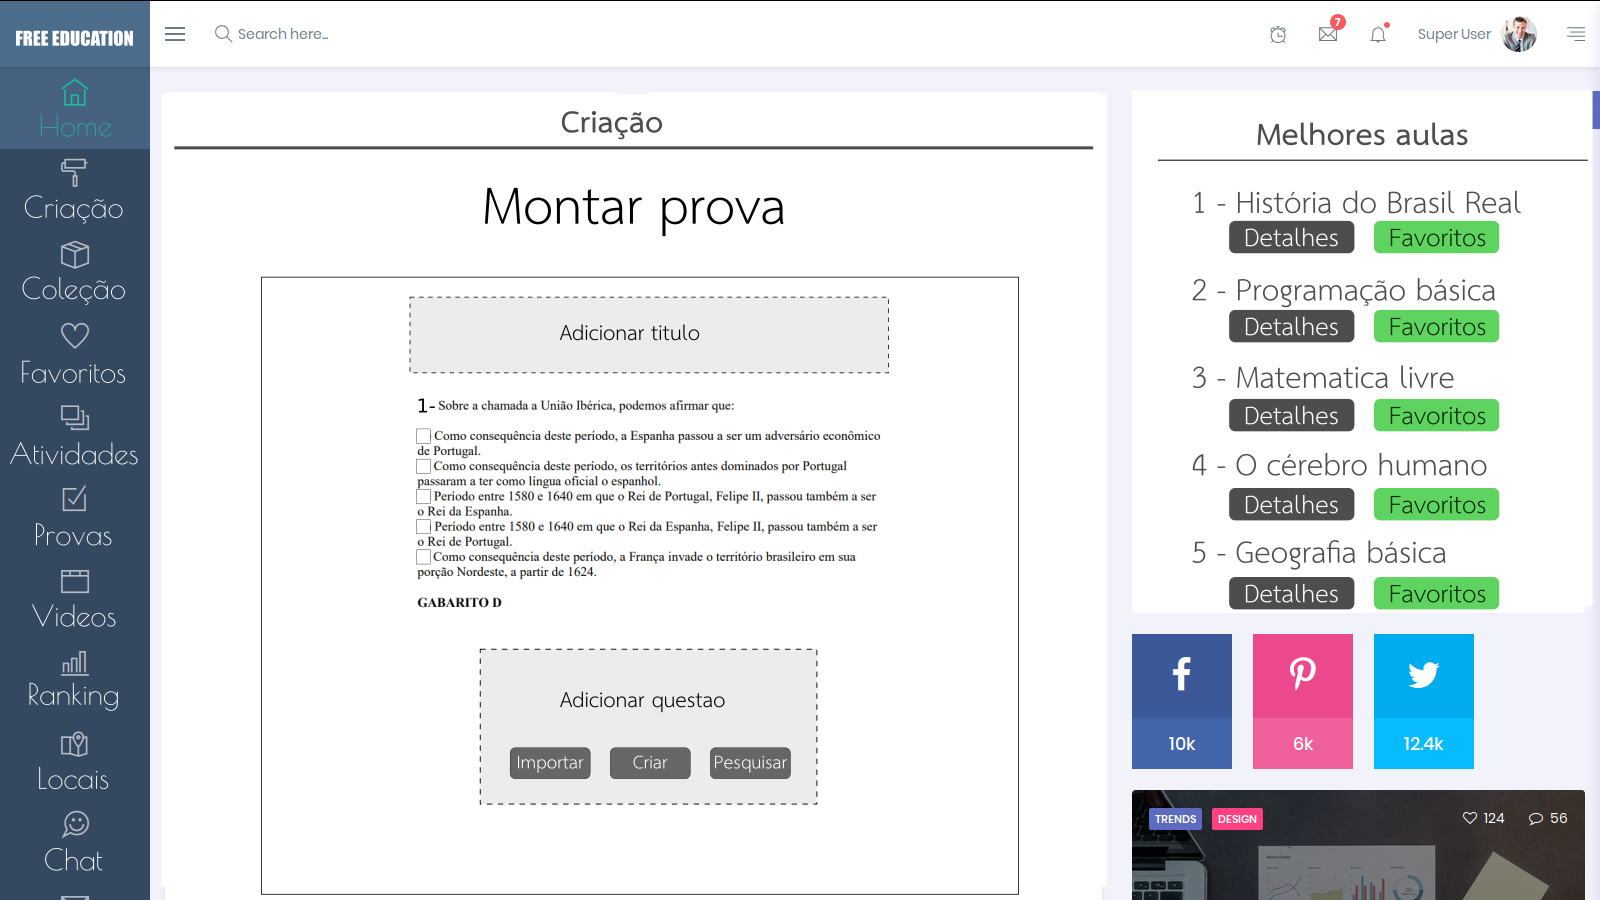 FREE EDUCATION
Search here..
7
Super User
Home
Criação
Coleção
Favoritos
Atividades
Provas
Videos
Ranking
Locais
Chat
Criação
Montar prova
Adicionar titulo
1- Sobre a chamada a União Ibérica, podemos afirmar que:
Como consequência deste período, a Espanha passou a ser um adversário econômico
de Portugal.
Como consequência deste período, os territórios antes dominados por Portugal
passaram a ter como língua oficial o espanhol.
Período entre 1580 e 1640 em que o Rei de Portugal, Felipe II, passou também a ser
o Rei da Espanha.
Período entre 1580 e 1640 em que o Rei da Espanha, Felipe II, passou também a ser
o Rei de Portugal.
Como consequência deste período, a França invade o território brasileiro em sua
porção Nordeste, a partir de 1624.
GABARITO D
Adicionar questao
Importar Criar Pesquisar
Melhores aulas
1 - História do Brasil Real
Detalhes Favoritos
2 - Programação básica
Detalhes Favoritos
3 - Matematica livre
Detalhes Favoritos
4 - O cérebro humano
Detalhes Favoritos
5 - Geografia básica
Detalhes Favoritos
10k 6k 12.4k
TRENDS DESIGN 124 56